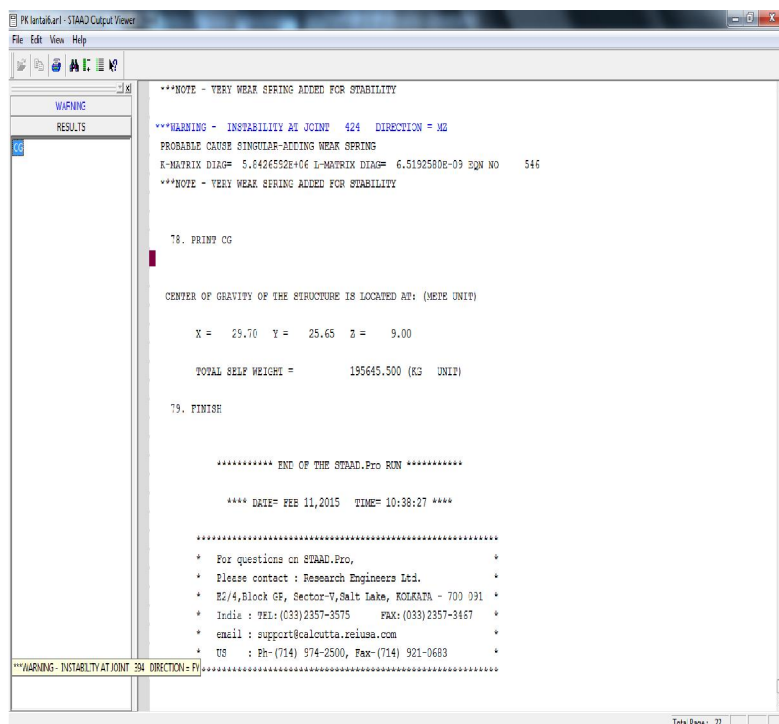 PK lantai6.anl - STAAD Output Viewer
File Edit View Help
WARNING
RESULTS
CG
***NOTE - VERY WEAK SPRING ADDED FOR STABILITY
***WARNING - INSTABILITY AT JOINT 424 DIRECTION = MZ
PROBABLE CAUSE SINGULAR-ADDING WEAK SPRING
K-MATRIX DIAG= 5.8426592E+06 L-MATRIX DIAG= 6.5192580E-09 EQN NO 546
***NOTE - VERY WEAK SPRING ADDED FOR STABILITY
78. PRINT CG
CENTER OF GRAVITY OF THE STRUCTURE IS LOCATED AT: (METE UNIT)
X = 29.70 Y = 25.65 Z = 9.00
TOTAL SELF WEIGHT = 195645.500 (KG UNIT)
79. FINISH
*********** END OF THE STAAD.Pro RUN ***********
**** DATE= FEB 11,2015 TIME= 10:38:27 ****
************************************************************
* For questions on STAAD.Pro, *
* Please contact : Research Engineers Ltd. *
* E2/4,Block GP, Sector-V,Salt Lake, KOLKATA - 700 091 *
* India : TEL:(033)2357-3575 FAX:(033)2357-3467 *
* email : support@calcutta.reiusa.com *
* US : Ph-(714) 974-2500, Fax-(714) 921-0683 *
************************************************************
***WARNING - INSTABILITY AT JOINT 394 DIRECTION = FY
Total Page : 27